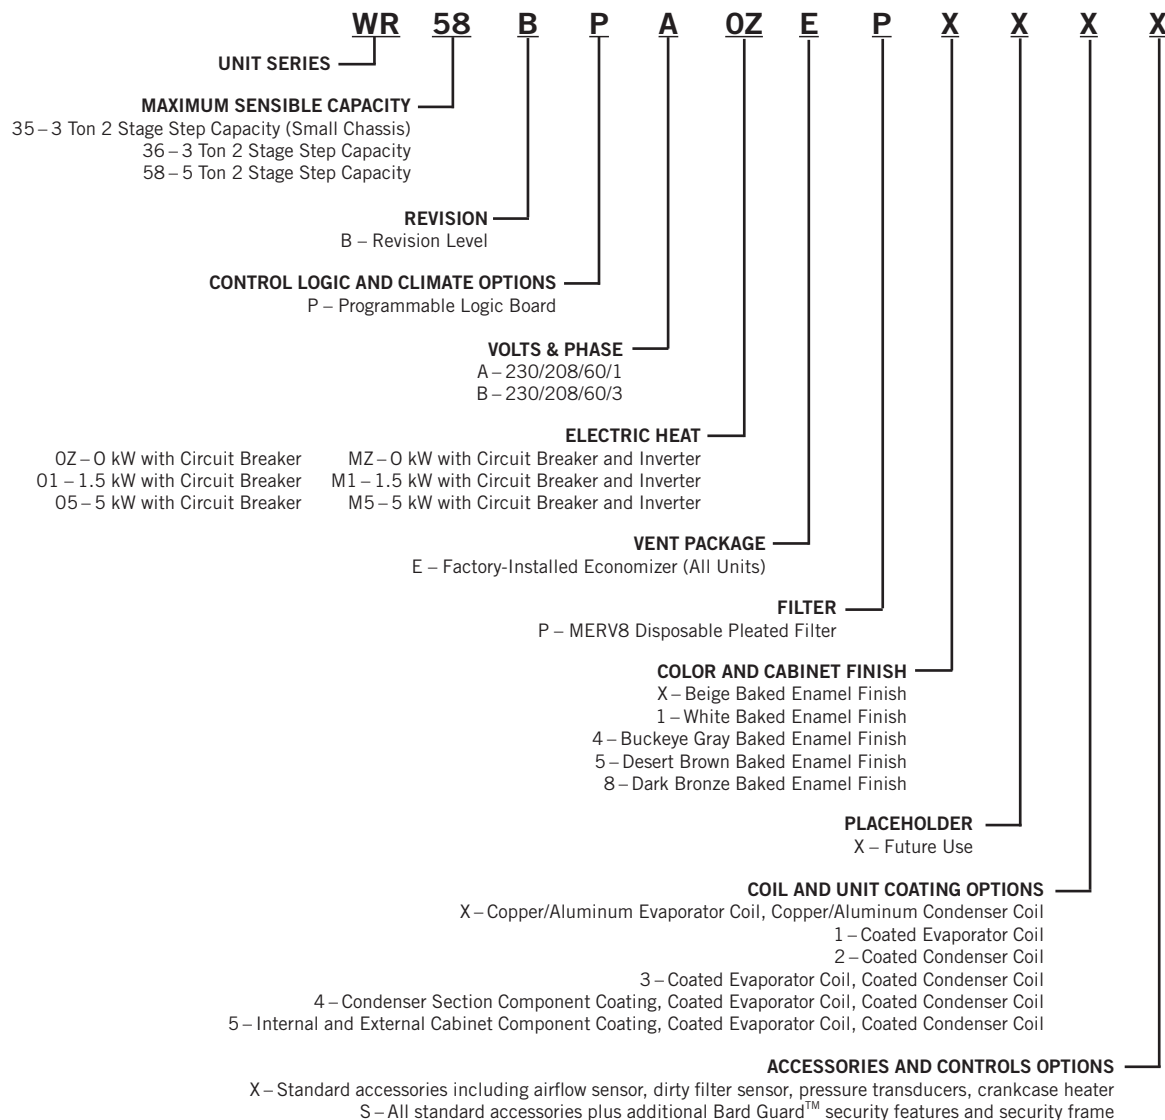 WR 58 B P A 0Z E P X X X X
UNIT SERIES
MAXIMUM SENSIBLE CAPACITY
35 – 3 Ton 2 Stage Step Capacity (Small Chassis)
36 – 3 Ton 2 Stage Step Capacity
58 – 5 Ton 2 Stage Step Capacity
REVISION
B – Revision Level
CONTROL LOGIC AND CLIMATE OPTIONS
P – Programmable Logic Board
VOLTS & PHASE
A – 230/208/60/1
B – 230/208/60/3
ELECTRIC HEAT
0Z – 0 kW with Circuit Breaker MZ – 0 kW with Circuit Breaker and Inverter
01 – 1.5 kW with Circuit Breaker M1 – 1.5 kW with Circuit Breaker and Inverter
05 – 5 kW with Circuit Breaker M5 – 5 kW with Circuit Breaker and Inverter
VENT PACKAGE
E – Factory-Installed Economizer (All Units)
FILTER
P – MERV8 Disposable Pleated Filter
COLOR AND CABINET FINISH
X – Beige Baked Enamel Finish
1 – White Baked Enamel Finish
4 – Buckeye Gray Baked Enamel Finish
5 – Desert Brown Baked Enamel Finish
8 – Dark Bronze Baked Enamel Finish
PLACEHOLDER
X – Future Use
COIL AND UNIT COATING OPTIONS
X – Copper/Aluminum Evaporator Coil, Copper/Aluminum Condenser Coil
1 – Coated Evaporator Coil
2 – Coated Condenser Coil
3 – Coated Evaporator Coil, Coated Condenser Coil
4 – Condenser Section Component Coating, Coated Evaporator Coil, Coated Condenser Coil
5 – Internal and External Cabinet Component Coating, Coated Evaporator Coil, Coated Condenser Coil
ACCESSORIES AND CONTROLS OPTIONS
X – Standard accessories including airflow sensor, dirty filter sensor, pressure transducers, crankcase heater
S – All standard accessories plus additional Bard Guard™ security features and security frame